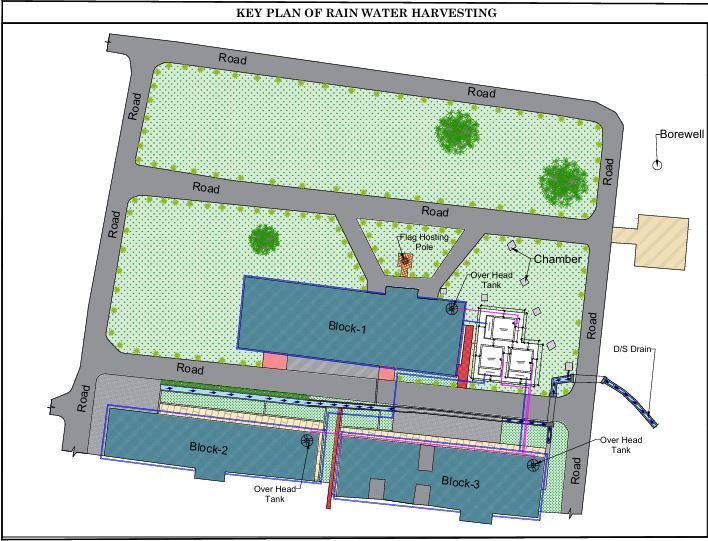 KEY PLAN OF RAIN WATER HARVESTING
Road
Road
Road
Borewell
Road
Road
Road
Road
Flag Hosting
Pole
Chamber
Over Head
Tank
Block-1
Road
D/S Drain
Road
Road
Block-2
Over Head
Tank
Over Head
Tank
Block-3
Road